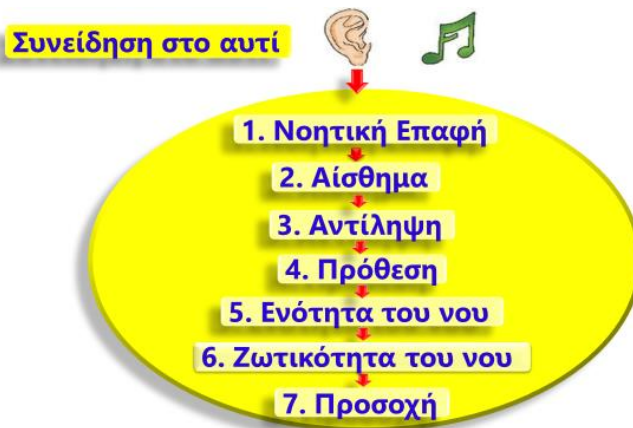 Συνείδηση στο αυτί
1. Νοητική Επαφή
2. Αίσθημα
3. Αντίληψη
4. Πρόθεση
5. Ενότητα του νου
6. Ζωτικότητα του νου
7. Προσοχή